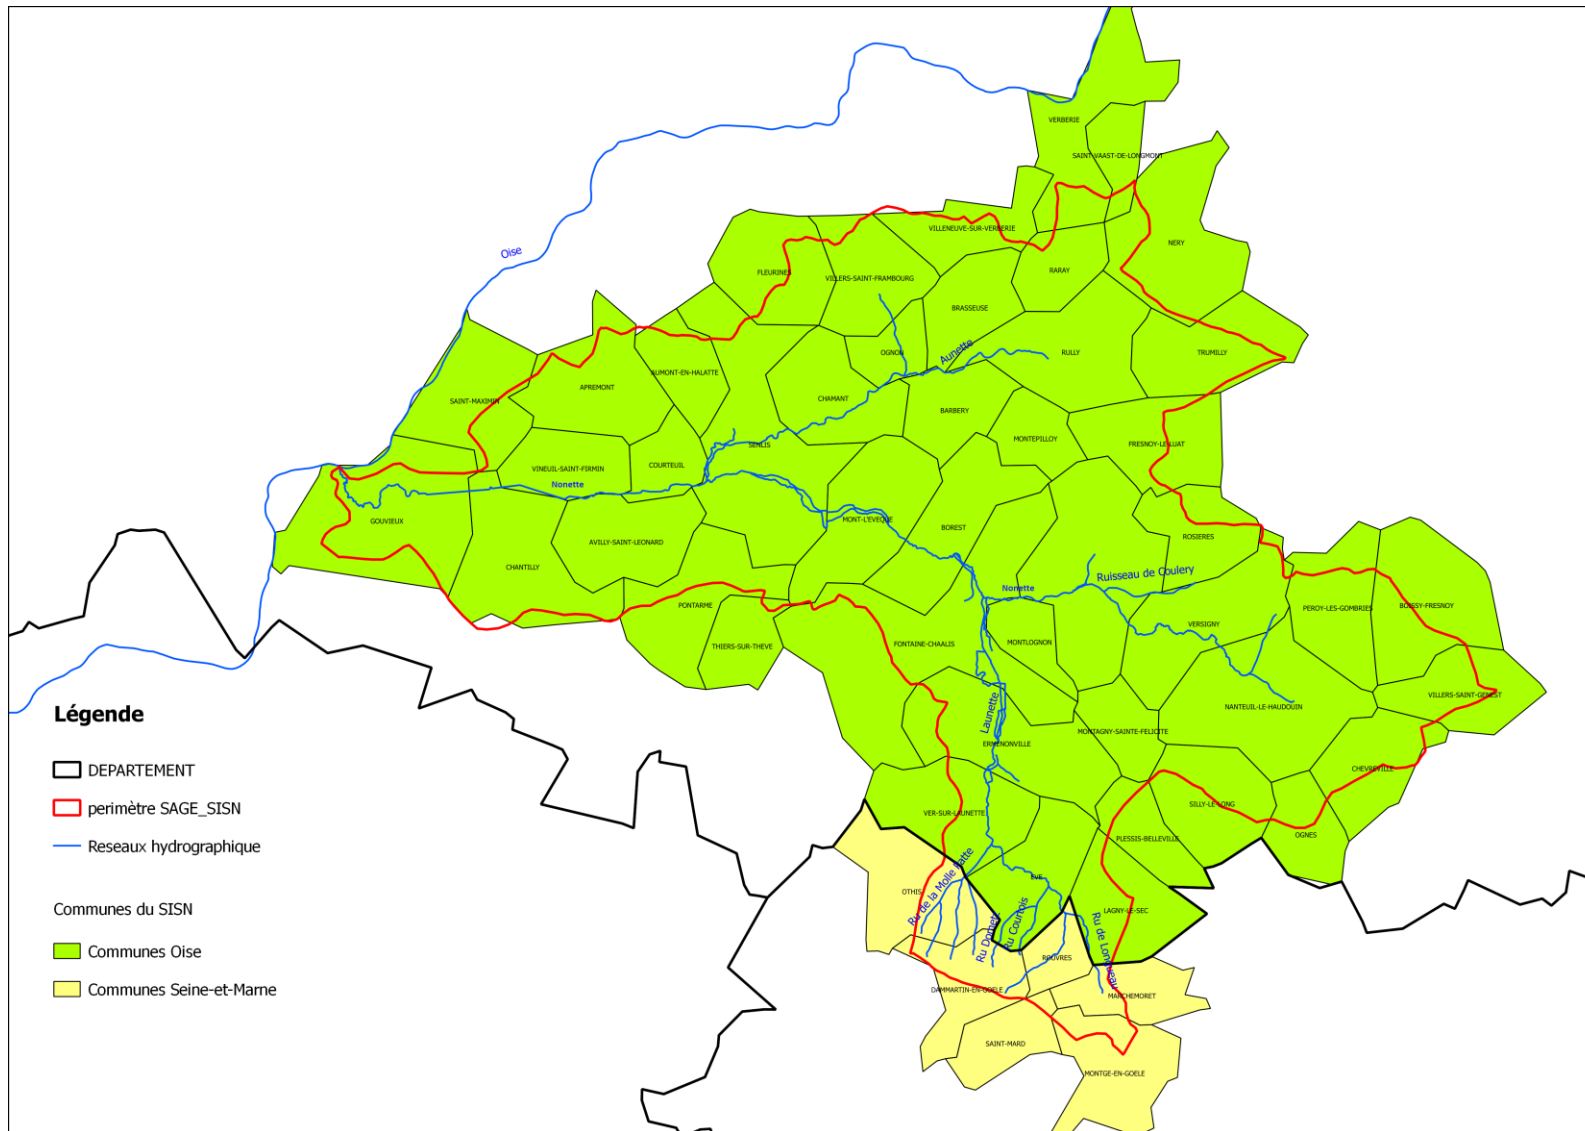 VERBERIE
SAINT-VAAST-DE-LONGMONT
VILLENEUVE-SUR-VERBERIE
NERY
Oise
FLEURINES
VILLERS-SAINT-FRAMBOURG
RARAY
BRASSEUSE
OGNON
Aunette
RULLY
TRUMILLY
AUMONT-EN-HALATTE
APREMONT
SAINT-MAXIMIN
CHAMANT
BARBERY
MONTEPILLOY
FRESNOY-LE-LUAT
SENLIS
VINEUIL-SAINT-FIRMIN
COURTEUIL
Nonette
GOUVIEUX
MONT-L'EVEQUE
BOREST
ROSIERES
AVILLY-SAINT-LEONARD
CHANTILLY
Ruisseau de Coulery
Nonette
PONTARME
PEROY-LES-GOMBRIES
BOISSY-FRESNOY
VERSIGNY
THIERS-SUR-THEVE
FONTAINE-CHAALIS
MONTLOGNON
VILLERS-SAINT-GENEST
NANTEUIL-LE-HAUDOUIN
Launette
MONTAGNY-SAINTE-FELICITE
ERMENONVILLE
CHEVREVILLE
SILLY-LE-LONG
VER-SUR-LAUNETTE
OGNES
PLESSIS-BELLEVILLE
EVE
OTHIS
Ru de la Molle Ratte
Ru Dometz
Ru Courtois
LAGNY-LE-SEC
Ru de Longueau
ROUVRES
DAMMARTIN-EN-GOELE
MARCHEMORET
SAINT-MARD
MONTGE-EN-GOELE
Légende
DEPARTEMENT
perimètre SAGE_SISN
Reseaux hydrographique
Communes du SISN
Communes Oise
Communes Seine-et-Marne